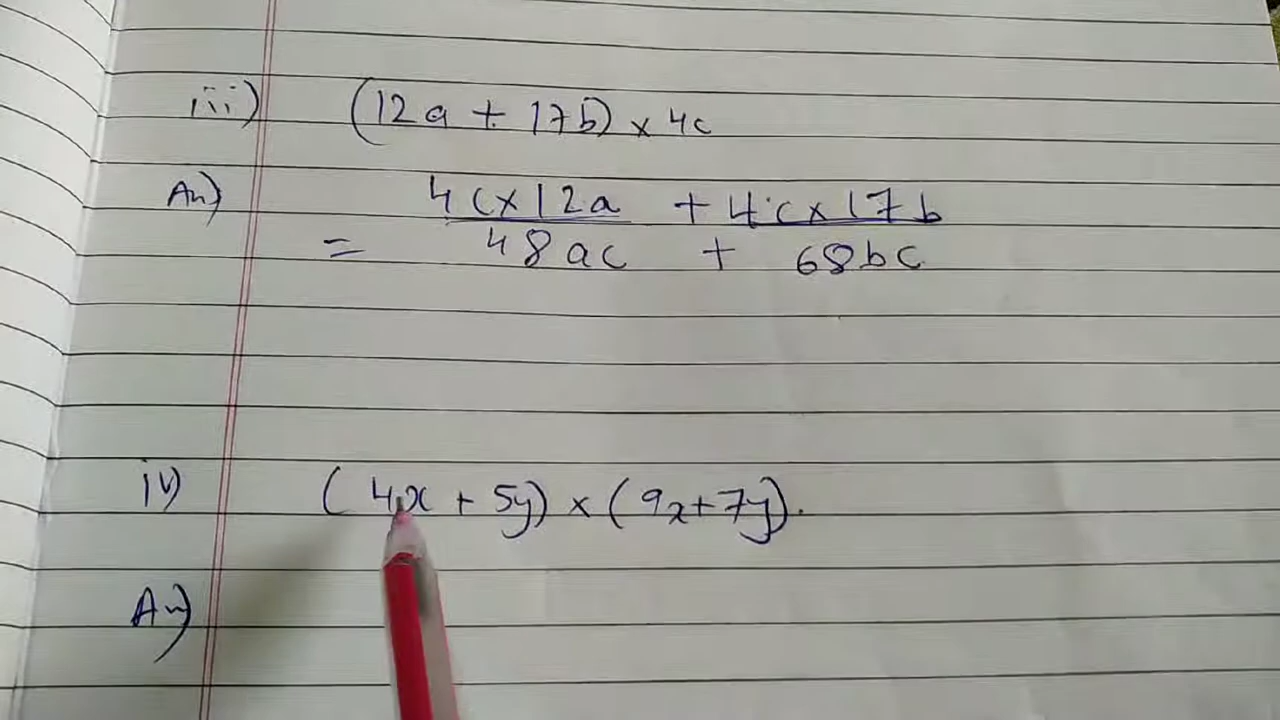 iii) (12a + 17b) × 4c
An) 4c×12a + 4c×17b
= 48ac + 68bc
iv) (4x + 5y) × (9x+7y).
An)